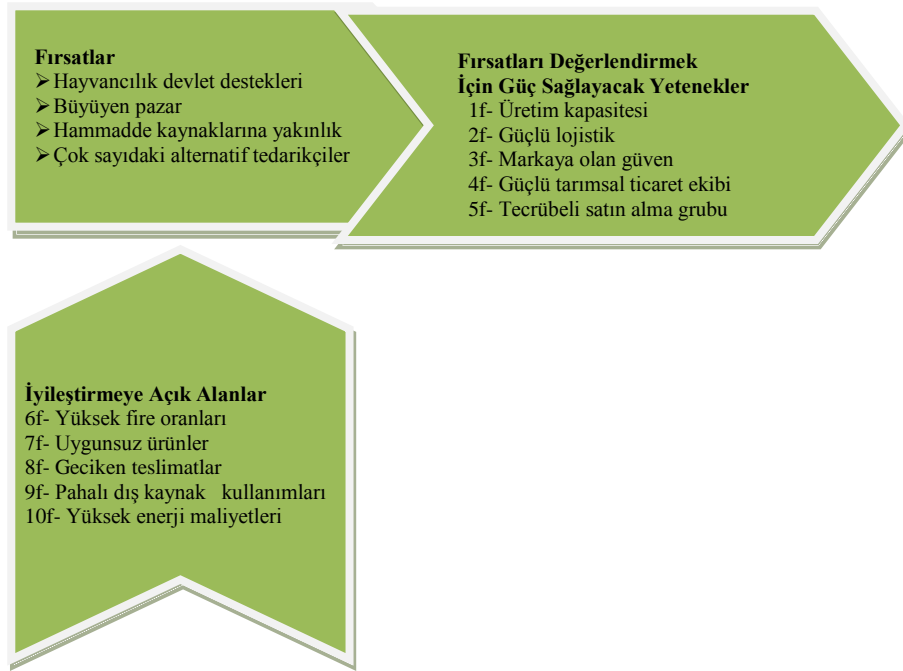 Fırsatlar
➢Hayvancılık devlet destekleri
➢Büyüyen pazar
➢Hammadde kaynaklarına yakınlık
➢Çok sayıdaki alternatif tedarikçiler
Fırsatları Değerlendirmek
İçin Güç Sağlayacak Yetenekler
1f- Üretim kapasitesi
2f- Güçlü lojistik
3f- Markaya olan güven
4f- Güçlü tarımsal ticaret ekibi
5f- Tecrübeli satın alma grubu
İyileştirmeye Açık Alanlar
6f- Yüksek fire oranları
7f- Uygunsuz ürünler
8f- Geciken teslimatlar
9f- Pahalı dış kaynak kullanımları
10f- Yüksek enerji maliyetleri